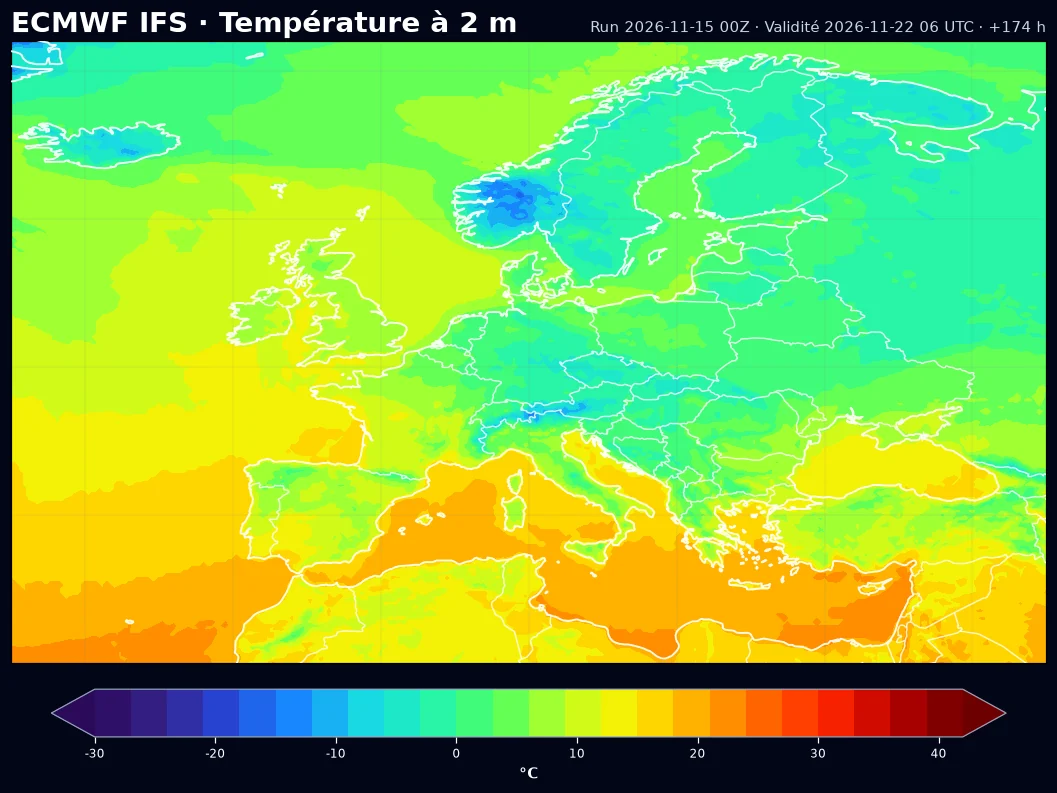 ECMWF IFS · Température à 2 m
Run 2026-11-15 00Z · Validité 2026-11-22 06 UTC · +174 h
-30 -20 -10 0 10 20 30 40
°C